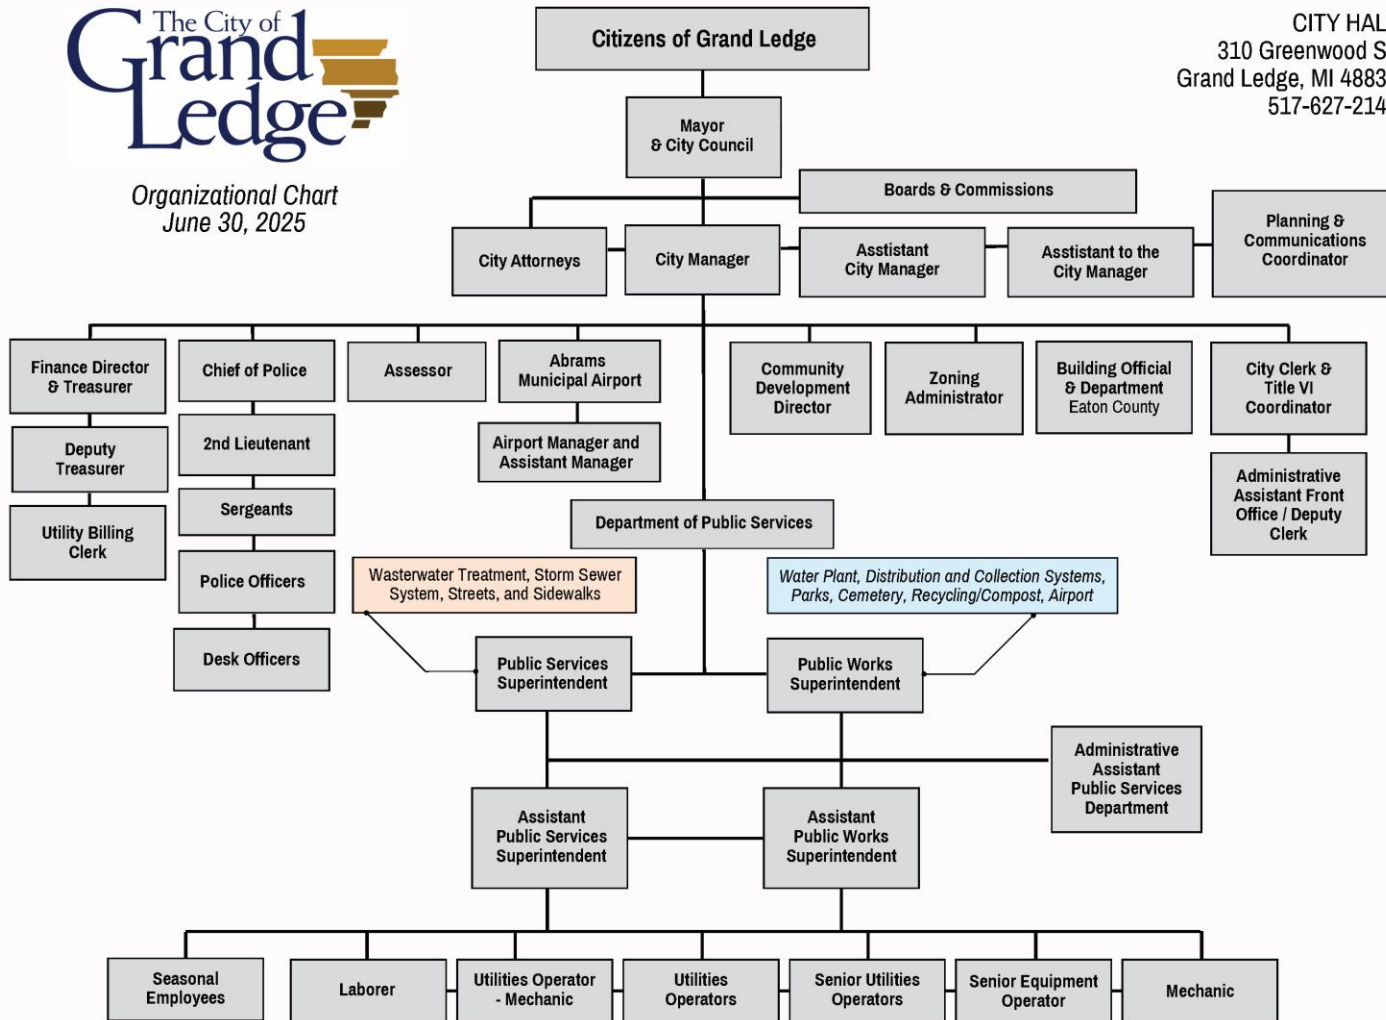 The City of
Grand
Ledge
Organizational Chart
June 30, 2025
CITY HAL
310 Greenwood S
Grand Ledge, MI 4883
517-627-214
Citizens of Grand Ledge
Mayor
& City Council
Boards & Commissions
City Attorneys
City Manager
Asstistant
City Manager
Asstistant to the
City Manager
Planning &
Communications
Coordinator
Finance Director
& Treasurer
Chief of Police
Assessor
Abrams
Municipal Airport
Community
Development
Director
Zoning
Administrator
Building Official
& Department
Eaton County
City Clerk &
Title VI
Coordinator
Deputy
Treasurer
2nd Lieutenant
Airport Manager and
Assistant Manager
Administrative
Assistant Front
Office / Deputy
Clerk
Utility Billing
Clerk
Sergeants
Department of Public Services
Police Officers
Wasterwater Treatment, Storm Sewer
System, Streets, and Sidewalks
Water Plant, Distribution and Collection Systems,
Parks, Cemetery, Recycling/Compost, Airport
Desk Officers
Public Services
Superintendent
Public Works
Superintendent
Administrative
Assistant
Public Services
Department
Assistant
Public Services
Superintendent
Assistant
Public Works
Superintendent
Seasonal
Employees
Laborer
Utilities Operator
- Mechanic
Utilities
Operators
Senior Utilities
Operators
Senior Equipment
Operator
Mechanic